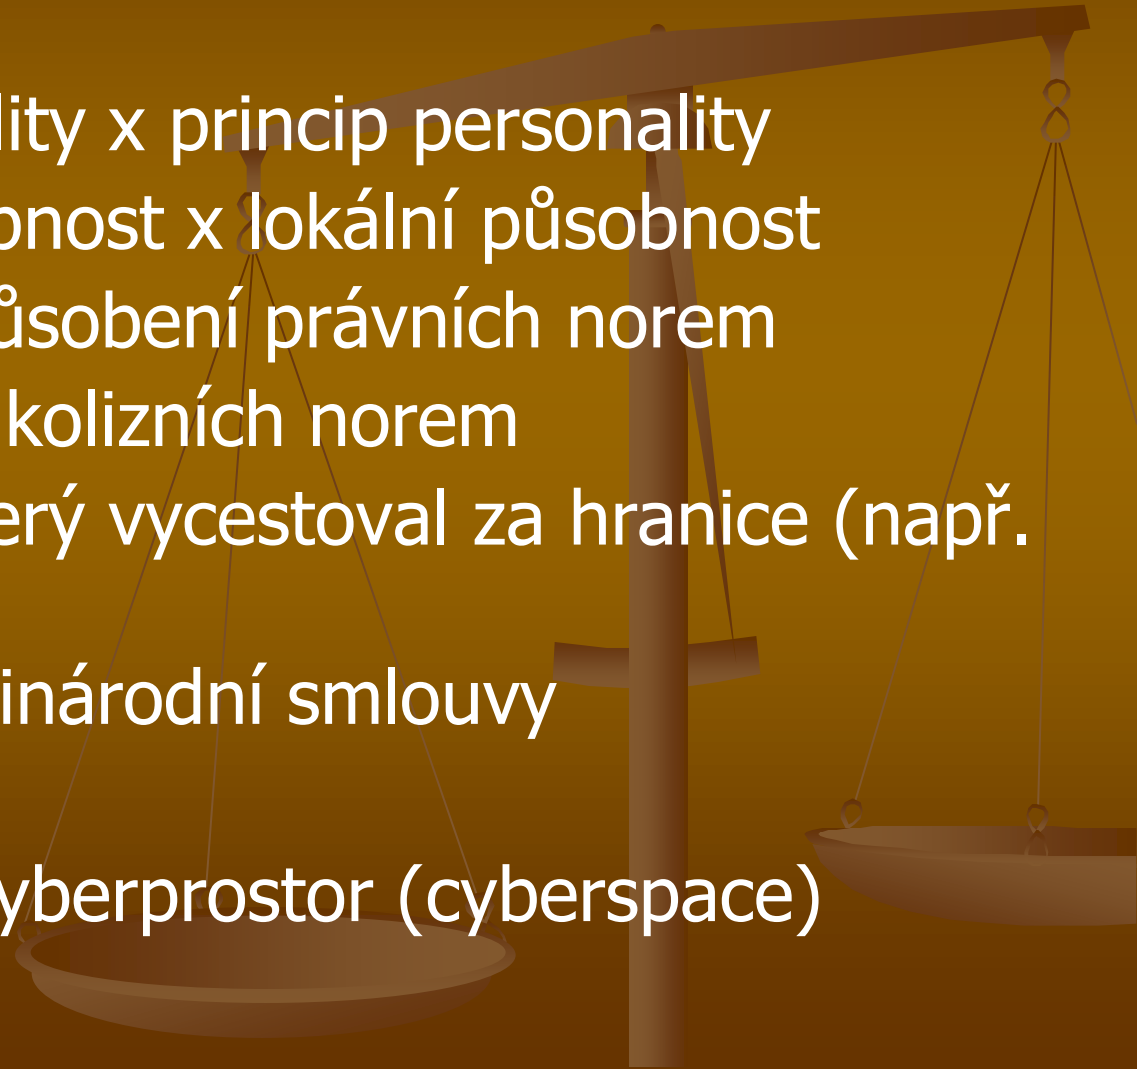 lity x princip personality
bnost x lokální působnost
ůsobení právních norem
kolizních norem
erý vycestoval za hranice (např.
inárodní smlouvy
yberprostor (cyberspace)